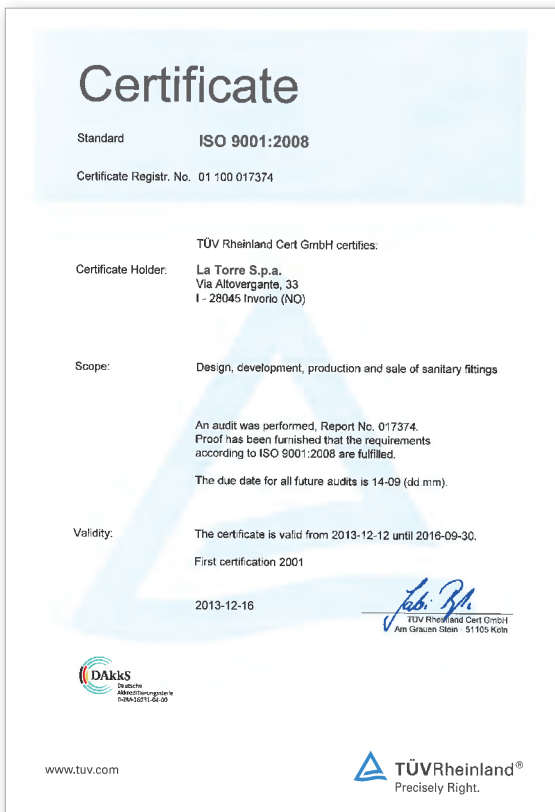 Certificate
Standard ISO 9001:2008
Certificate Registr. No. 01 100 017374
TÜV Rheinland Cert GmbH certifies:
Certificate Holder: La Torre S.p.a.
Via Altovergante, 33
I - 28045 Invorio (NO)
Scope: Design, development, production and sale of sanitary fittings
An audit was performed, Report No. 017374.
Proof has been furnished that the requirements
according to ISO 9001:2008 are fulfilled.
The due date for all future audits is 14-09 (dd.mm).
Validity: The certificate is valid from 2013-12-12 until 2016-09-30.
First certification 2001
2013-12-16
TÜV Rheinland Cert GmbH
Am Grauen Stein · 51105 Köln
DAkkS
Deutsche
Akkreditierungsstelle
www.tuv.com
TÜVRheinland®
Precisely Right.